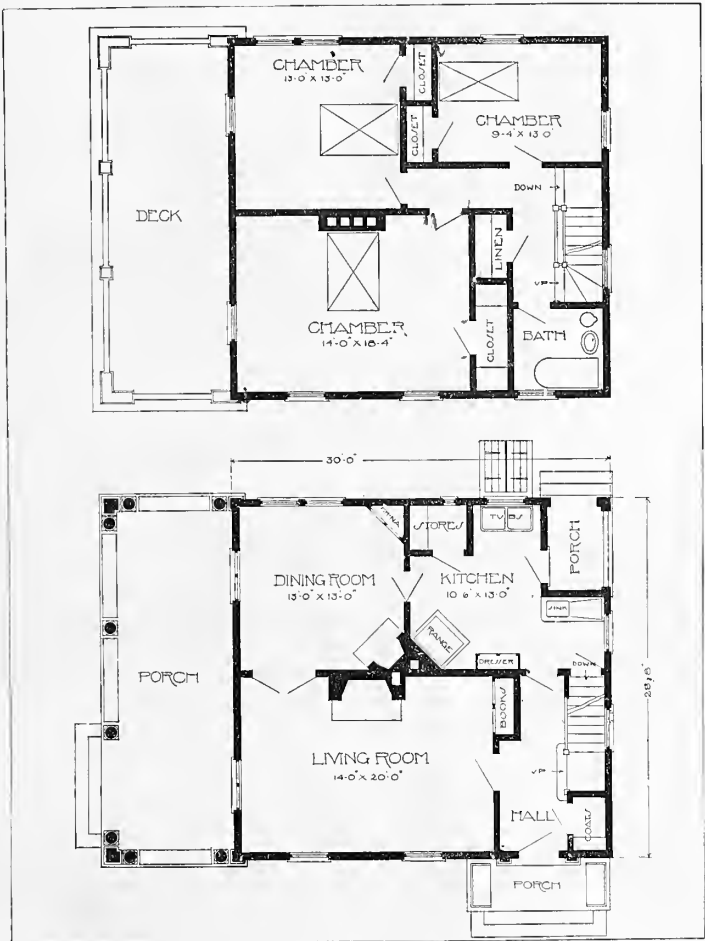 CHAMBER
13-0" X 13-0"
CLOSET
CLOSET
CHAMBER
9-4" X 13-0"
DOWN
DECK
LINEN
UP
CHAMBER
14-0" X 18-4"
CLOSET
BATH
30-0"
CHINA
STORES
TUBS
PORCH
DINING ROOM
13-0" X 13-0"
KITCHEN
10-6" X 13-0"
SINK
RANGE
DRESSER
DOWN
PORCH
BOOKS
28-8"
LIVING ROOM
14-0" X 20-0"
UP
HALL
COATS
PORCH